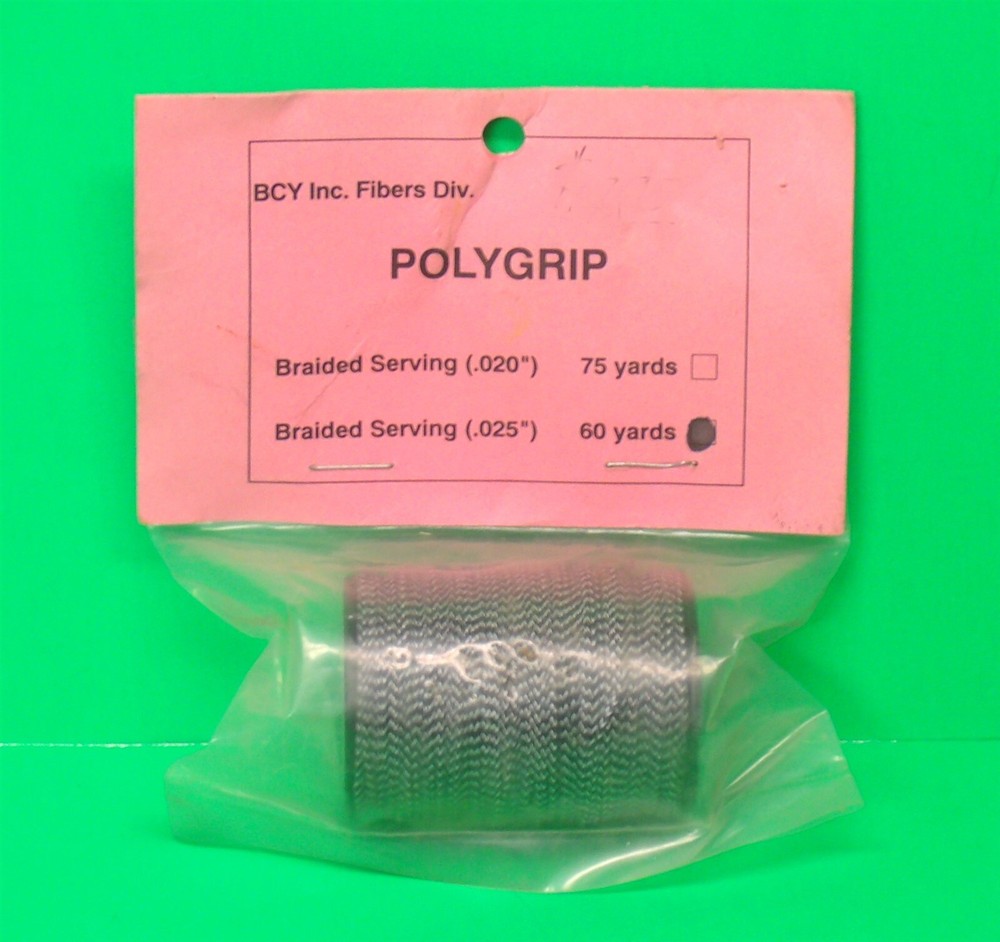 BCY Inc. Fibers Div.
POLYGRIP
Braided Serving (.020") 75 yards
Braided Serving (.025") 60 yards